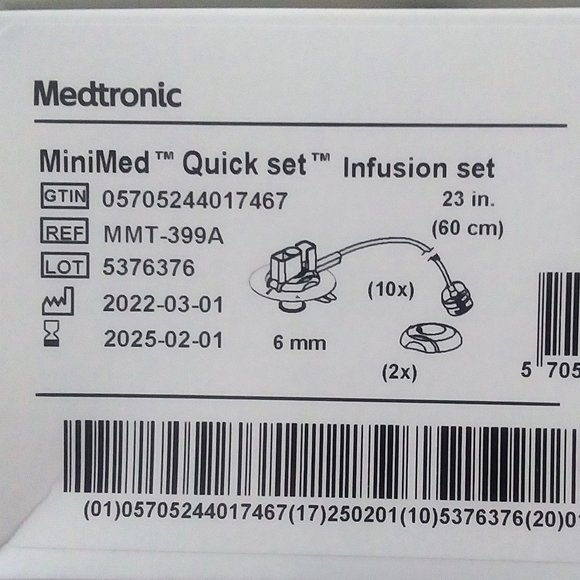 Medtronic
MiniMed™ Quick set™ Infusion set
GTIN 05705244017467
23 in.
(60 cm)
REF MMT-399A
LOT 5376376
(10x)
2022-03-01
2025-02-01
6 mm
(2x)
5 705
(01)05705244017467(17)250201(10)5376376(20)0